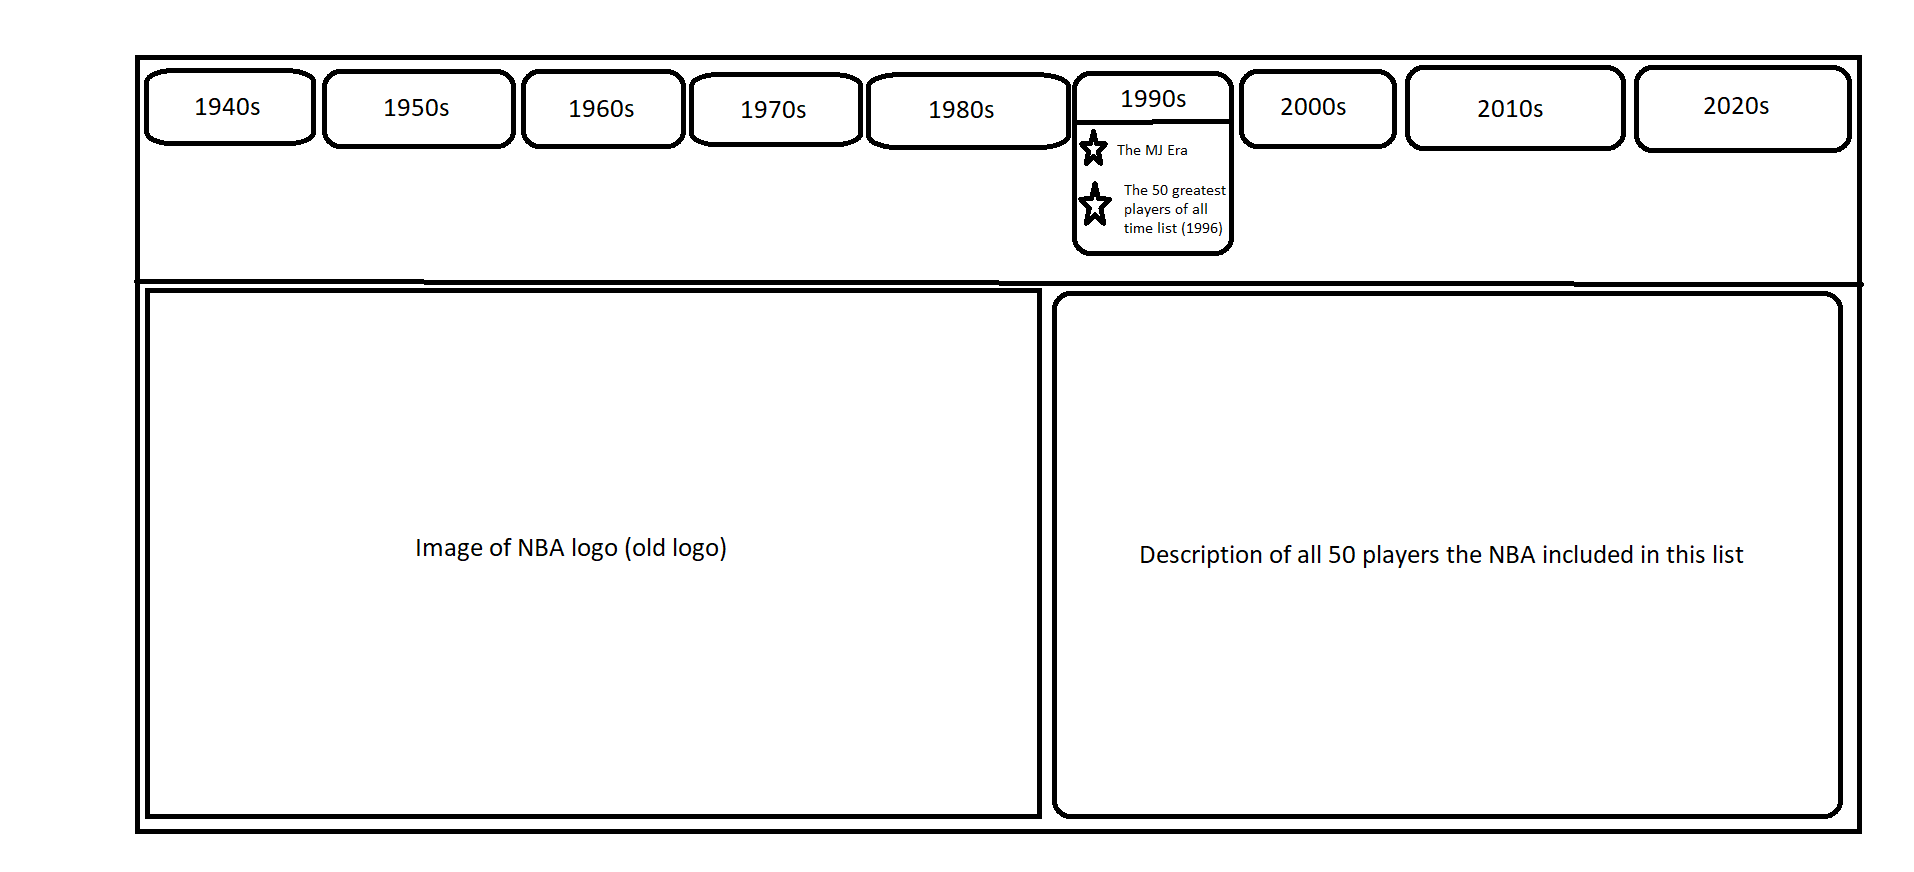 1940s
1950s
1960s
1970s
1980s
1990s
2000s
2010s
2020s
The MJ Era
The 50 greatest
players of all
time list (1996)
Image of NBA logo (old logo)
Description of all 50 players the NBA included in this list